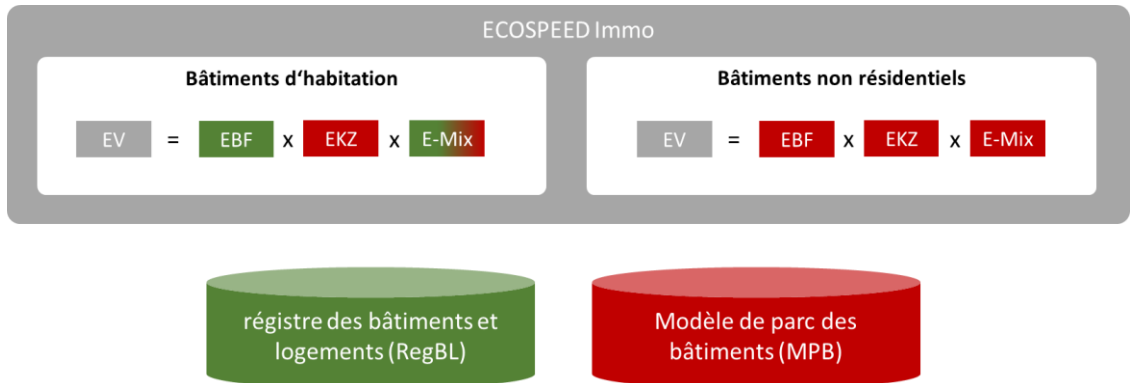 ECOSPEED Immo
Bâtiments d‘habitation
EV = EBF x EKZ x E-Mix
Bâtiments non résidentiels
EV = EBF x EKZ x E-Mix
régistre des bâtiments et
logements (RegBL)
Modèle de parc des
bâtiments (MPB)